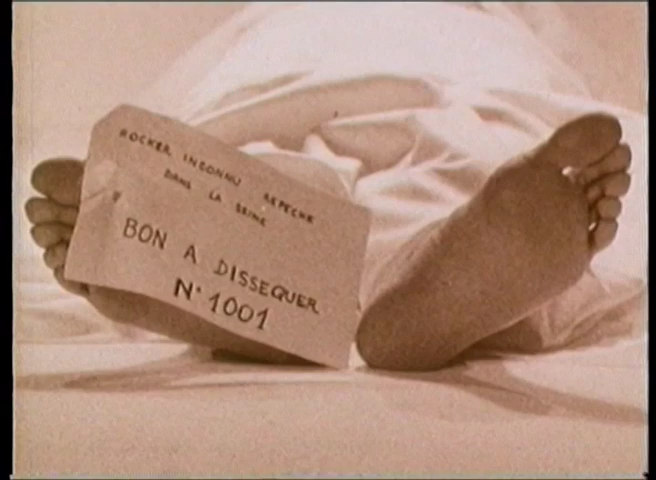 ROCKER INCONNU REPECHE
DANS LA SEINE
BON A DISSEQUER
N° 1001